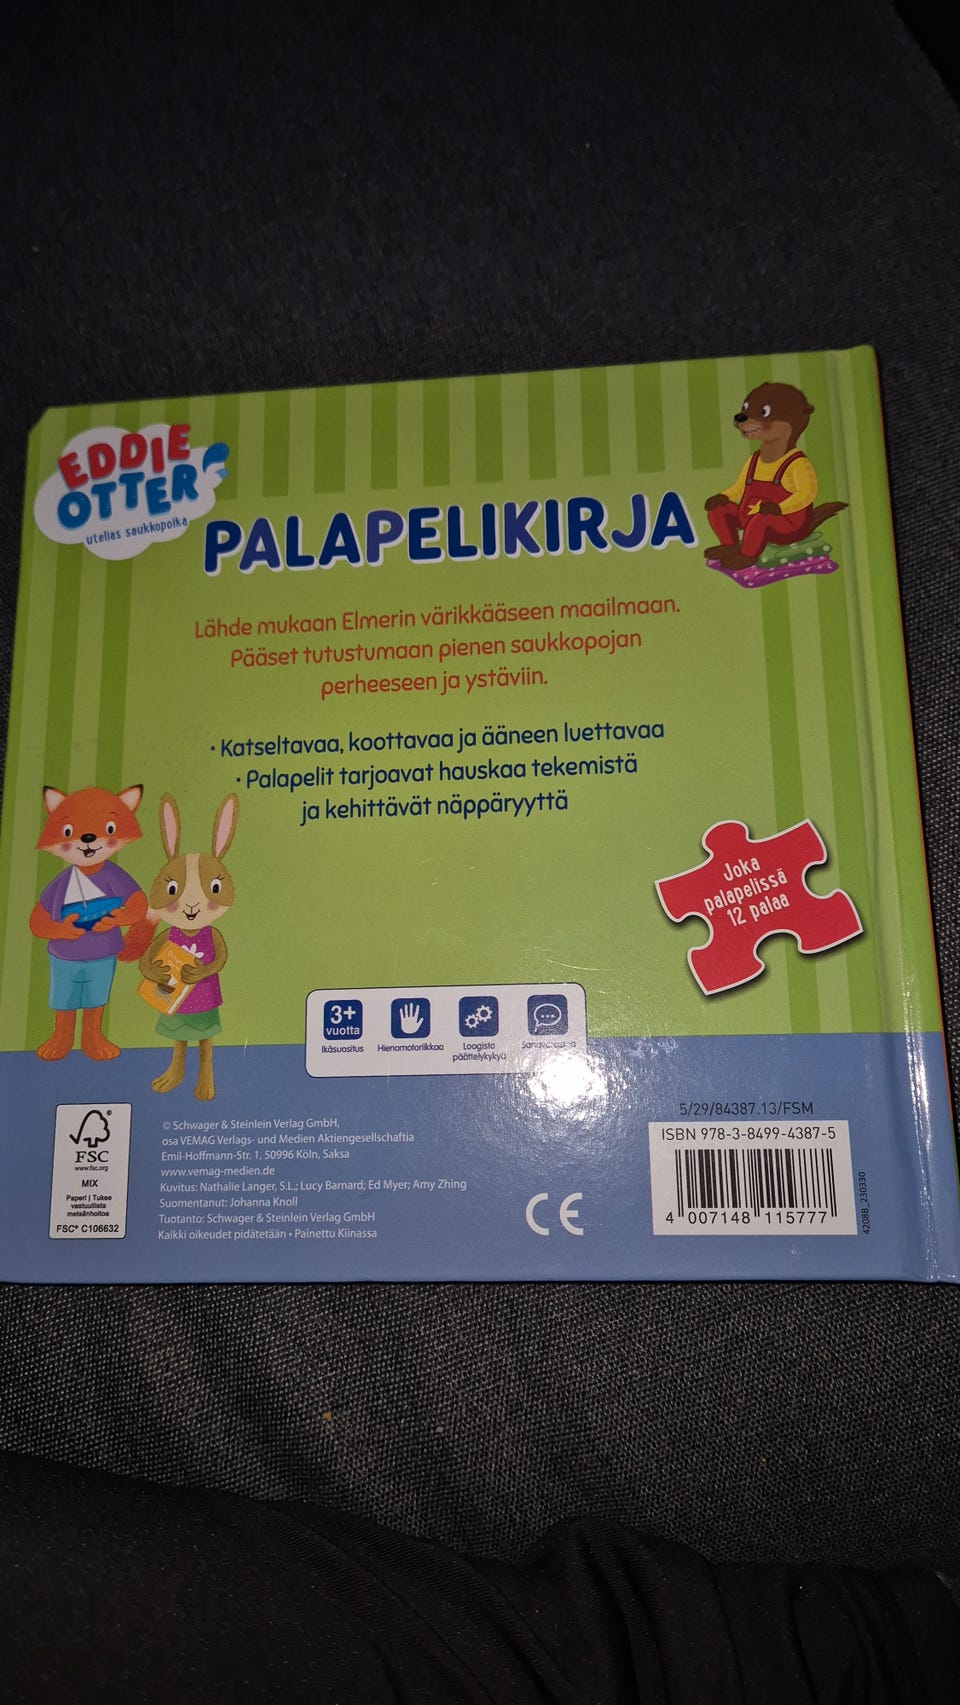 EDDIE
OTTER
utelias saukkopoika
PALAPELIKIRJA
Lähde mukaan Elmerin värikkääseen maailmaan.
Pääset tutustumaan pienen saukkopojan
perheeseen ja ystäviin.
• Katseltavaa, koottavaa ja ääneen luettavaa
• Palapelit tarjoavat hauskaa tekemistä
ja kehittävät näppäryyttä
Joka
palapelissä
12 palaa
3+
vuotta
Ikäsuositus
Hienomotoriikkaa
Loogista
päättelykykyä
FSC
www.fsc.org
MIX
Paperi | Tukee
vastuullista
metsänhoitoa
FSC® C106632
© Schwager & Steinlein Verlag GmbH,
osa VEMAG Verlags- und Medien Aktiengesellschaftia
Emil-Hoffmann-Str. 1, 50996 Köln, Saksa
www.vemag-medien.de
Kuvitus: Nathalie Langer, S.L.; Lucy Barnard; Ed Myer; Amy Zhing
Suomentanut: Johanna Knoll
Tuotanto: Schwager & Steinlein Verlag GmbH
Kaikki oikeudet pidätetään • Painettu Kiinassa
CE
5/29/84387.13/FSM
ISBN 978-3-8499-4387-5
4 007148 115777
4208B_230330